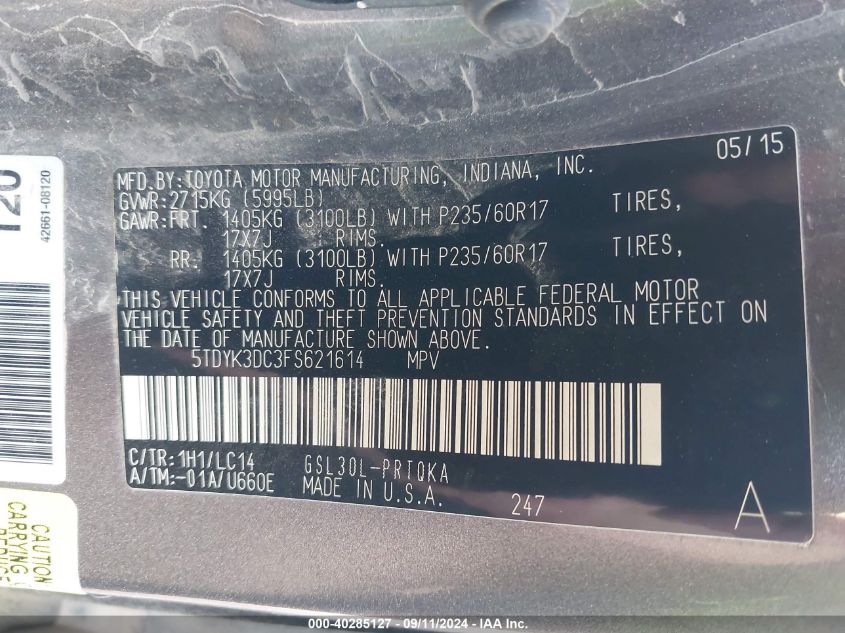 05/15
MFD.BY:TOYOTA MOTOR MANUFACTURING, INDIANA, INC.
GVWR:2715KG (5995LB)
GAWR:FRT. 1405KG (3100LB) WITH P235/60R17 TIRES,
17X7J RIMS.
RR. 1405KG (3100LB) WITH P235/60R17 TIRES,
17X7J RIMS.
THIS VEHICLE CONFORMS TO ALL APPLICABLE FEDERAL MOTOR
VEHICLE SAFETY AND THEFT PREVENTION STANDARDS IN EFFECT ON
THE DATE OF MANUFACTURE SHOWN ABOVE.
5TDYK3DC3FS621614 MPV
C/TR:1H1/LC14 GSL30L-PRTQKA
A/TM:-01A/U660E MADE IN U.S.A.
247 A
120
42661-08120
CAUTION
CARRYING
000-40285127 - 09/11/2024 - IAA Inc.